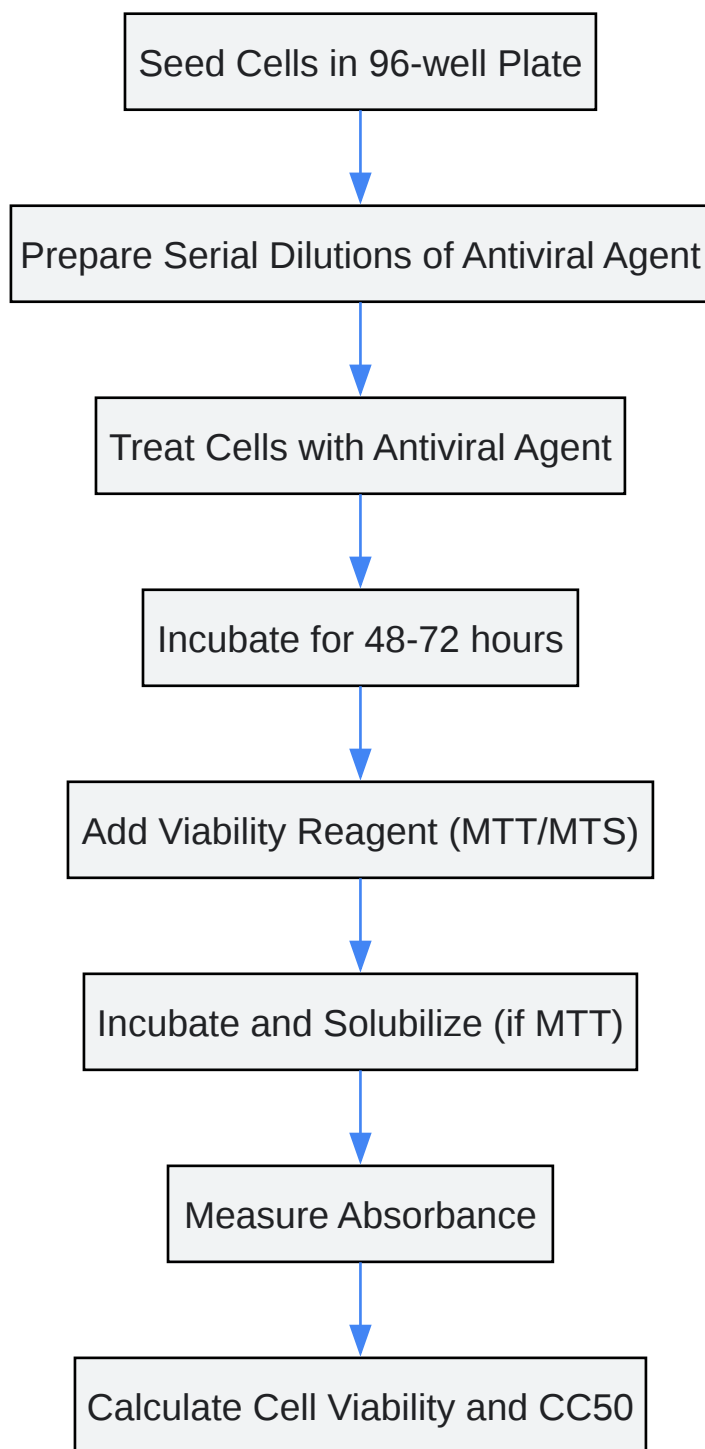 Seed Cells in 96-well Plate
Prepare Serial Dilutions of Antiviral Agent
Treat Cells with Antiviral Agent
Incubate for 48-72 hours
Add Viability Reagent (MTT/MTS)
Incubate and Solubilize (if MTT)
Measure Absorbance
Calculate Cell Viability and CC50